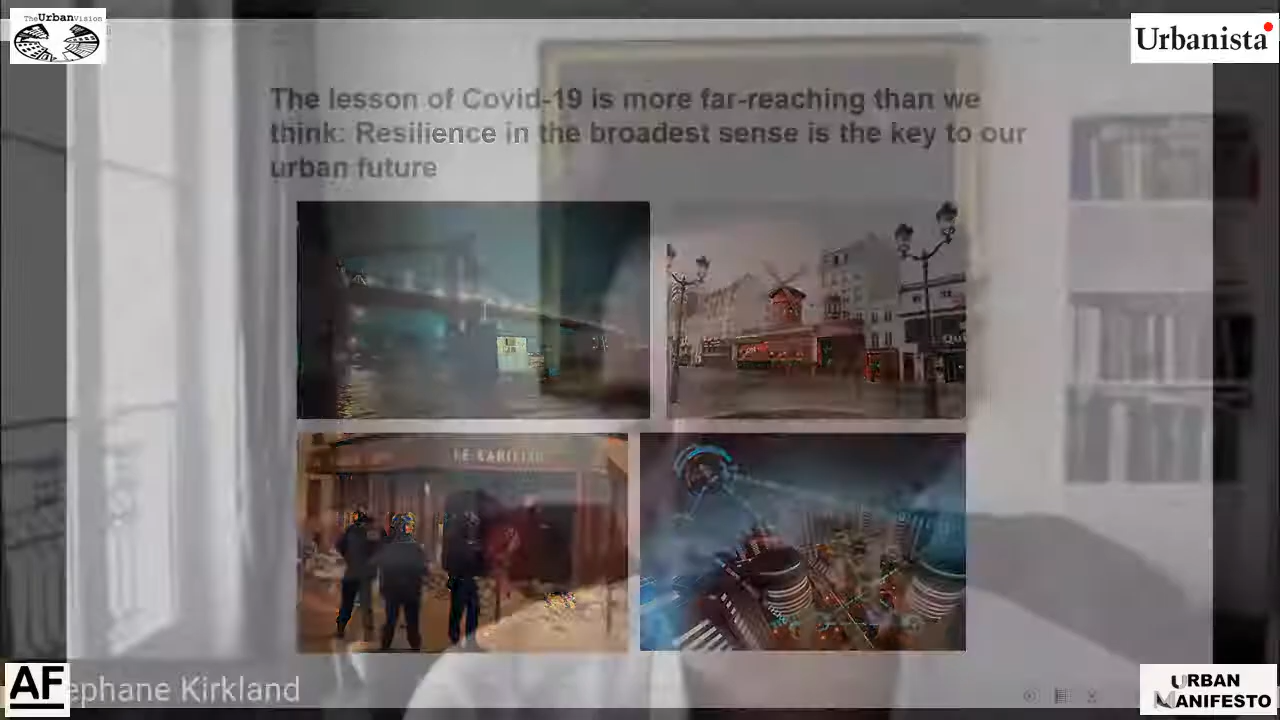 TheUrbanVision
Urbanista
The lesson of Covid-19 is more far-reaching than we
think: Resilience in the broadest sense is the key to our
urban future
AF
ephane Kirkland
URBAN
MANIFESTO